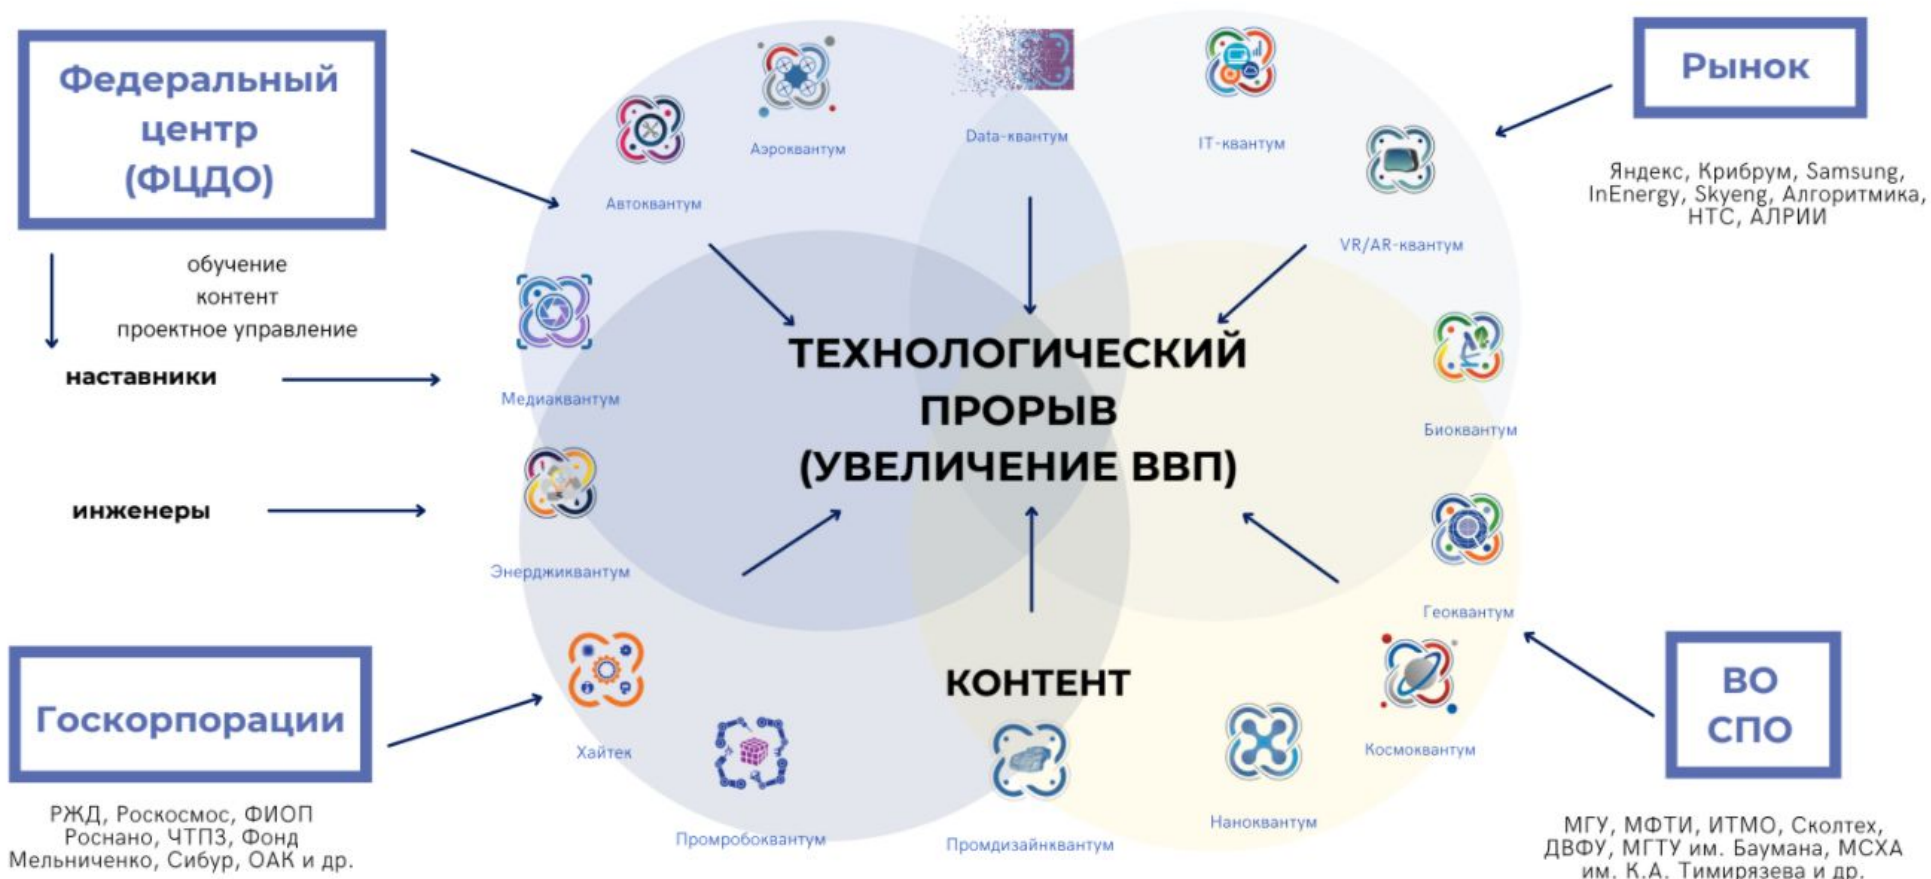 Федеральный
центр
(ФЦДО)
обучение
контент
проектное управление
наставники
инженеры
Госкорпорации
РЖД, Роскосмос, ФИОП
Роснано, ЧТПЗ, Фонд
Мельниченко, Сибур, ОАК и др.
Аэроквантум
Data-квантум
IT-квантум
Автоквантум
VR/AR-квантум
Медиаквантум
Биоквантум
Энерджиквантум
Геоквантум
Хайтек
Космоквантум
Промробоквантум
Промдизайнквантум
Наноквантум
ТЕХНОЛОГИЧЕСКИЙ
ПРОРЫВ
(УВЕЛИЧЕНИЕ ВВП)
КОНТЕНТ
Рынок
Яндекс, Крибрум, Samsung,
InEnergy, Skyeng, Алгоритмика,
НТС, АЛРИИ
ВО
СПО
МГУ, МФТИ, ИТМО, Сколтех,
ДВФУ, МГТУ им. Баумана, МСХА
им. К.А. Тимирязева и др.